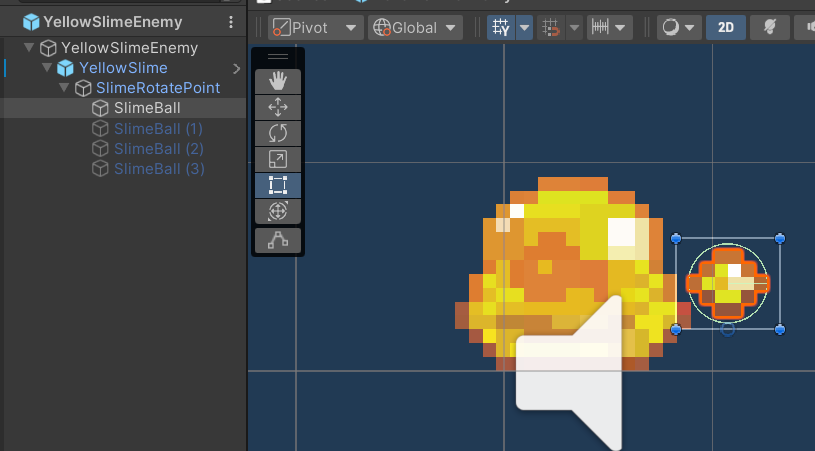 YellowSlimeEnemy
Pivot
Global
2D
YellowSlimeEnemy
YellowSlime
SlimeRotatePoint
SlimeBall
SlimeBall (1)
SlimeBall (2)
SlimeBall (3)